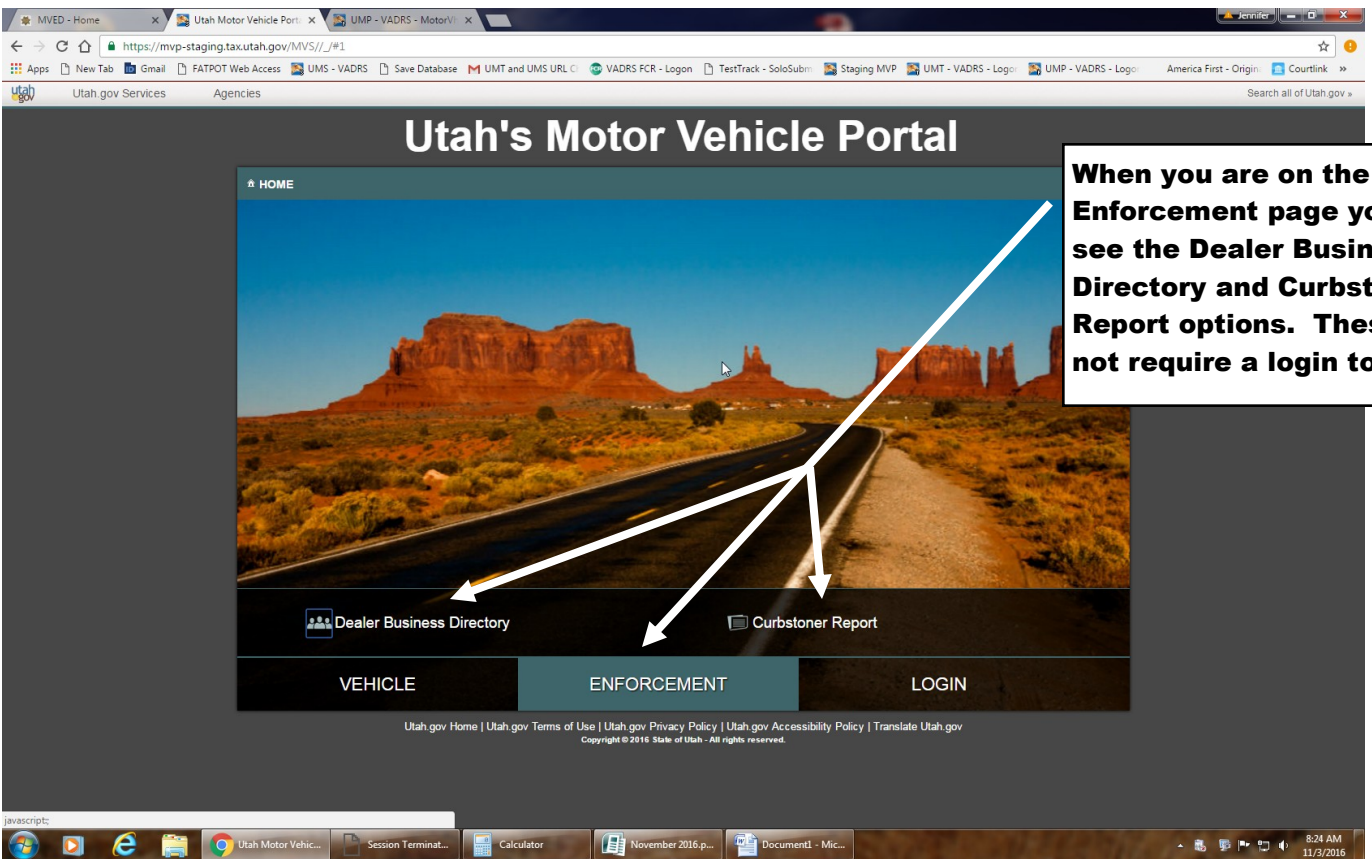 MVED - Home
Utah Motor Vehicle Port
UMP - VADRS - MotorV
Jennifer
https://mvp-staging.tax.utah.gov/MVS//_/#1
Apps New Tab Gmail FATPOT Web Access UMS - VADRS Save Database UMT and UMS URL C VADRS FCR - Logon TestTrack - SoloSubm Staging MVP UMT - VADRS - Logo UMP - VADRS - Logo America First - Origin Courtlink »
utah gov Utah.gov Services Agencies Search all of Utah.gov »
Utah's Motor Vehicle Portal
HOME
When you are on the
Enforcement page yo
see the Dealer Busin
Directory and Curbst
Report options. Thes
not require a login to
Dealer Business Directory Curbstoner Report
VEHICLE ENFORCEMENT LOGIN
Utah.gov Home | Utah.gov Terms of Use | Utah.gov Privacy Policy | Utah.gov Accessibility Policy | Translate Utah.gov
Copyright © 2016 State of Utah - All rights reserved.
javascript:;
Utah Motor Vehic... Session Terminat... Calculator November 2016.p... Document1 - Mic... 8:24 AM
11/3/2016